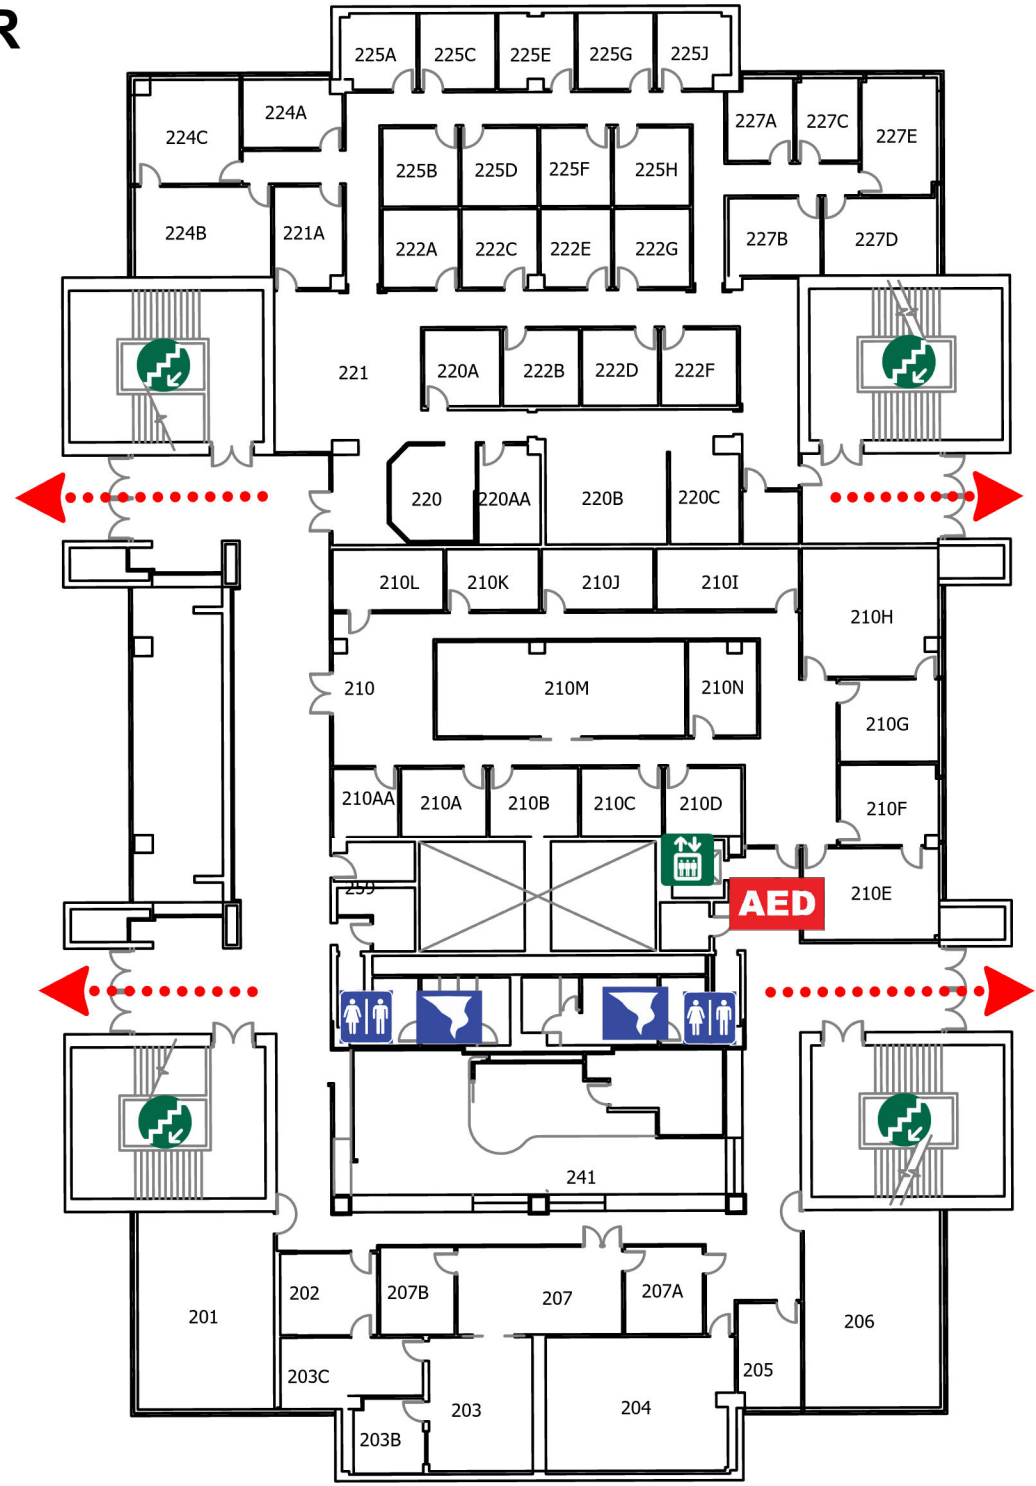 R
225A 225C 225E 225G 225J
224A 227A 227C
224C 227E
225B 225D 225F 225H
224B 221A 227B 227D
222A 222C 222E 222G
221 220A 222B 222D 222F
220 220AA 220B 220C
210L 210K 210J 210I
210H
210 210M 210N
210G
210AA 210A 210B 210C 210D
210F
259
210E
AED
241
202 207B 207 207A
201 206
203C 205
203 204
203B